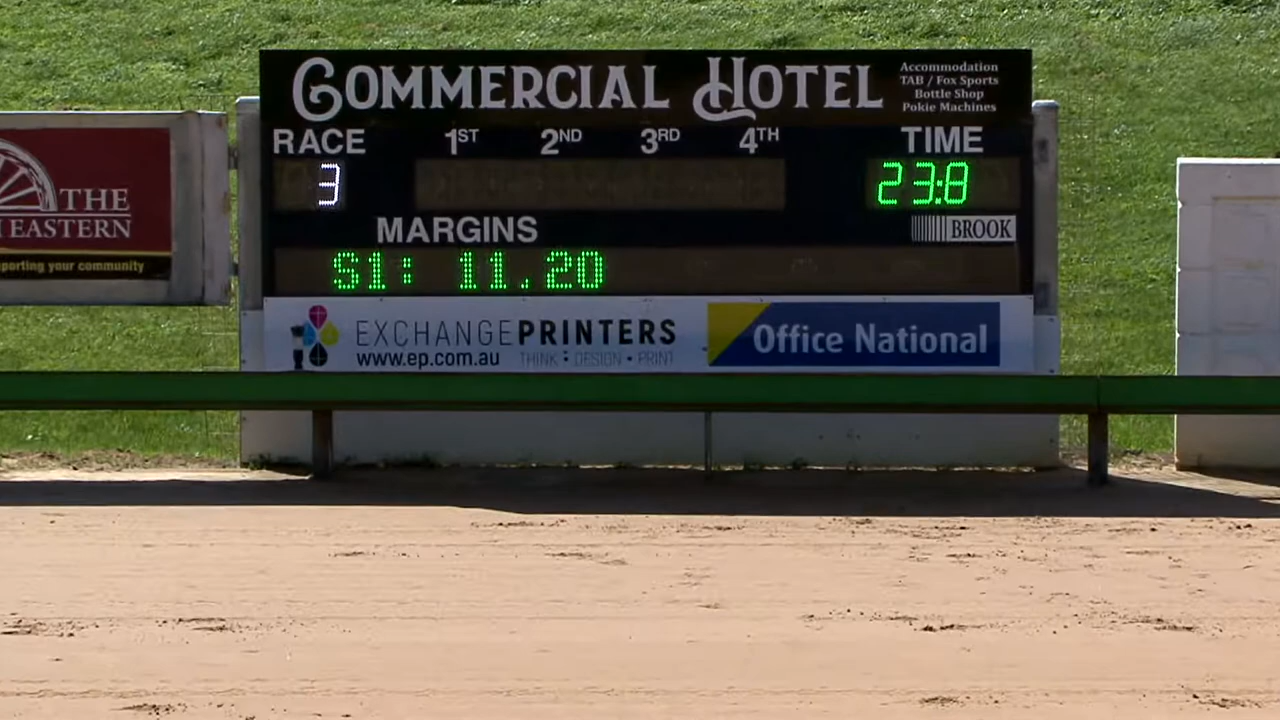 COMMERCIAL HOTEL
Accommodation
TAB / Fox Sports
Bottle Shop
Pokie Machines
RACE 1ST 2ND 3RD 4TH TIME
3 23:8
MARGINS BROOK
S1: 11.20
THE
EASTERN
porting your community
EXCHANGEPRINTERS
www.ep.com.au THINK • DESIGN • PRINT
Office National